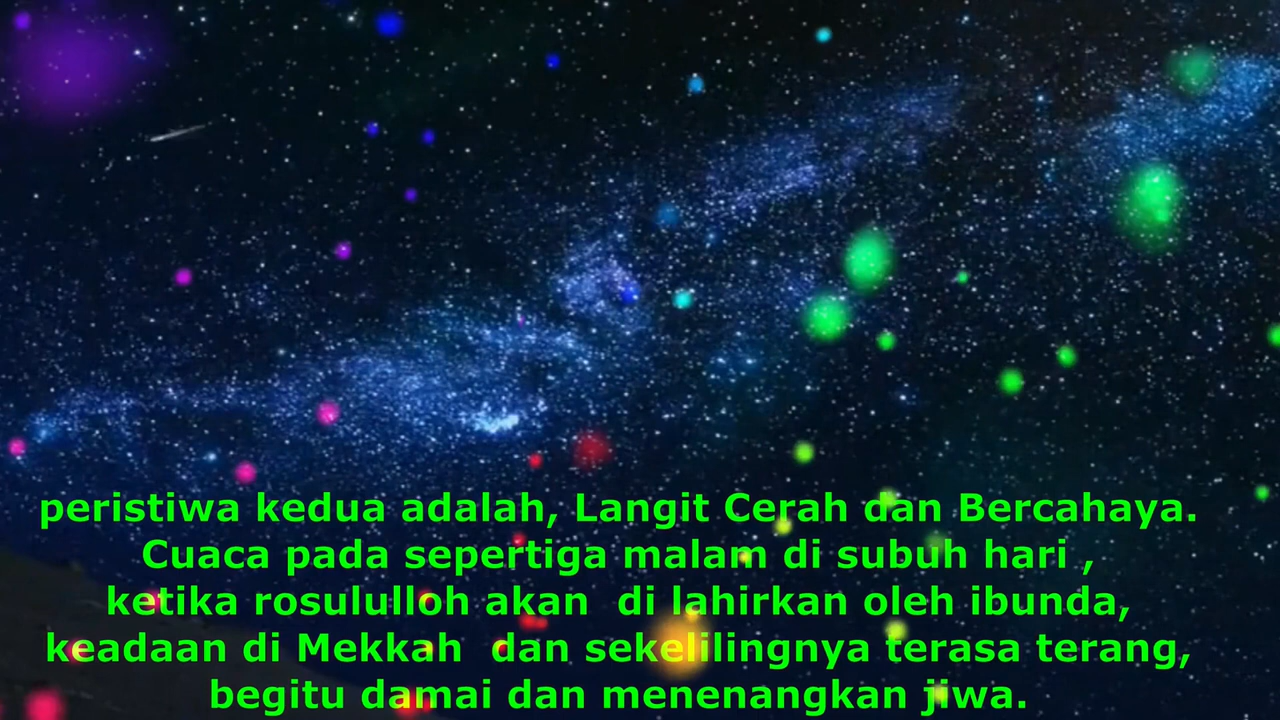 peristiwa kedua adalah, Langit Cerah dan Bercahaya.
Cuaca pada sepertiga malam di subuh hari ,
ketika rosululloh akan  di lahirkan oleh ibunda,
keadaan di Mekkah  dan sekelilingnya terasa terang,
begitu damai dan menenangkan jiwa.